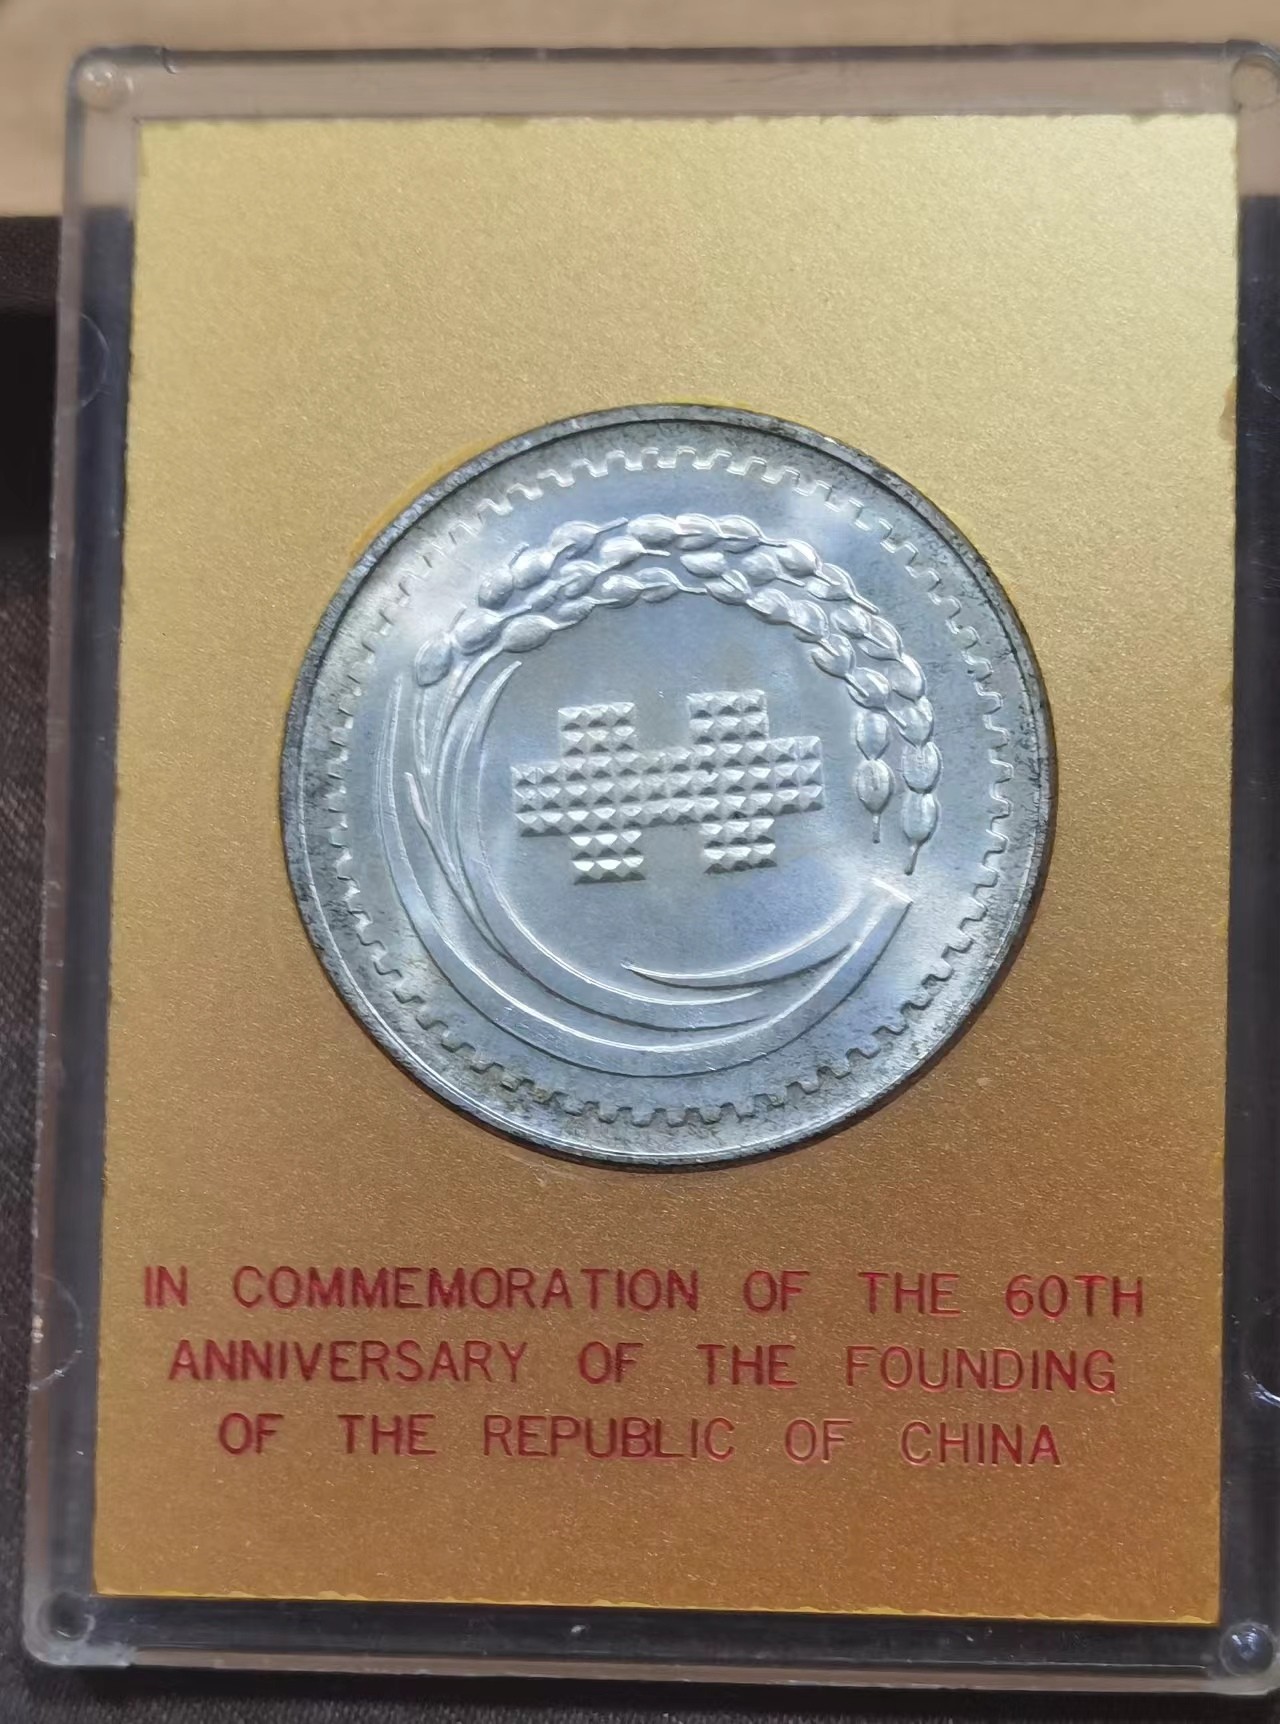 IN COMMEMORATION OF THE 60TH
ANNIVERSARY OF THE FOUNDING
OF THE REPUBLIC OF CHINA